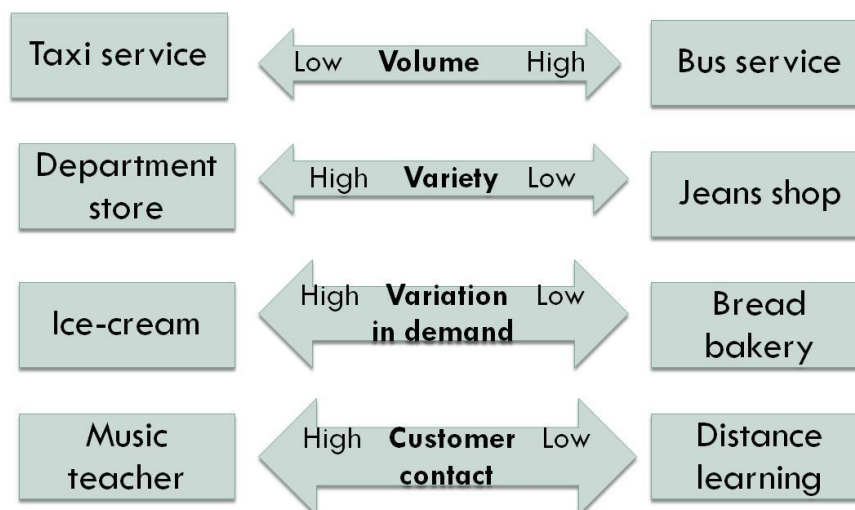 Taxi service
Low Volume High
Bus service
Department
store
High Variety Low
Jeans shop
Ice-cream
High Variation Low
in demand
Bread
bakery
Music
teacher
High Customer Low
contact
Distance
learning